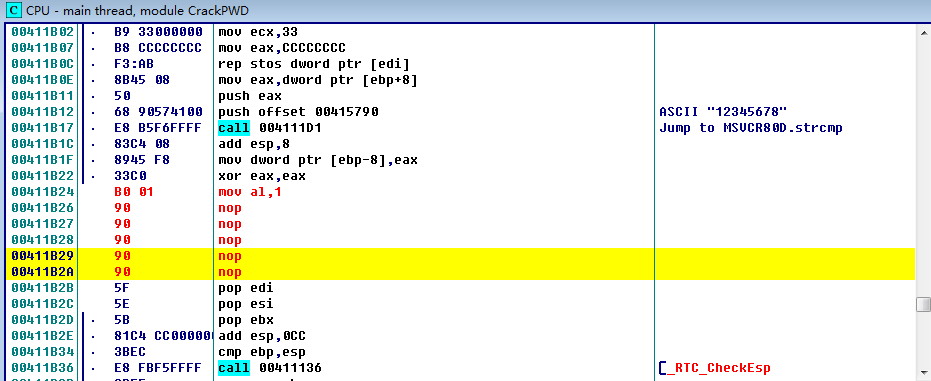 C CPU - main thread, module CrackPWD
00411B02 . B9 33000000 mov ecx,33
00411B07 . B8 CCCCCCCC mov eax,CCCCCCCC
00411B0C . F3:AB rep stos dword ptr [edi]
00411B0E . 8B45 08 mov eax,dword ptr [ebp+8]
00411B11 . 50 push eax
00411B12 . 68 90574100 push offset 00415790 ASCII "12345678"
00411B17 . E8 B5F6FFFF call 004111D1 Jump to MSVCR80D.strcmp
00411B1C . 83C4 08 add esp,8
00411B1F . 8945 F8 mov dword ptr [ebp-8],eax
00411B22 . 33C0 xor eax,eax
00411B24 B0 01 mov al,1
00411B26 90 nop
00411B27 90 nop
00411B28 90 nop
00411B29 90 nop
00411B2A 90 nop
00411B2B 5F pop edi
00411B2C 5E pop esi
00411B2D . 5B pop ebx
00411B2E . 81C4 CC000000 add esp,0CC
00411B34 . 3BEC cmp ebp,esp
00411B36 . E8 FBF5FFFF call 00411136 [_RTC_CheckEsp